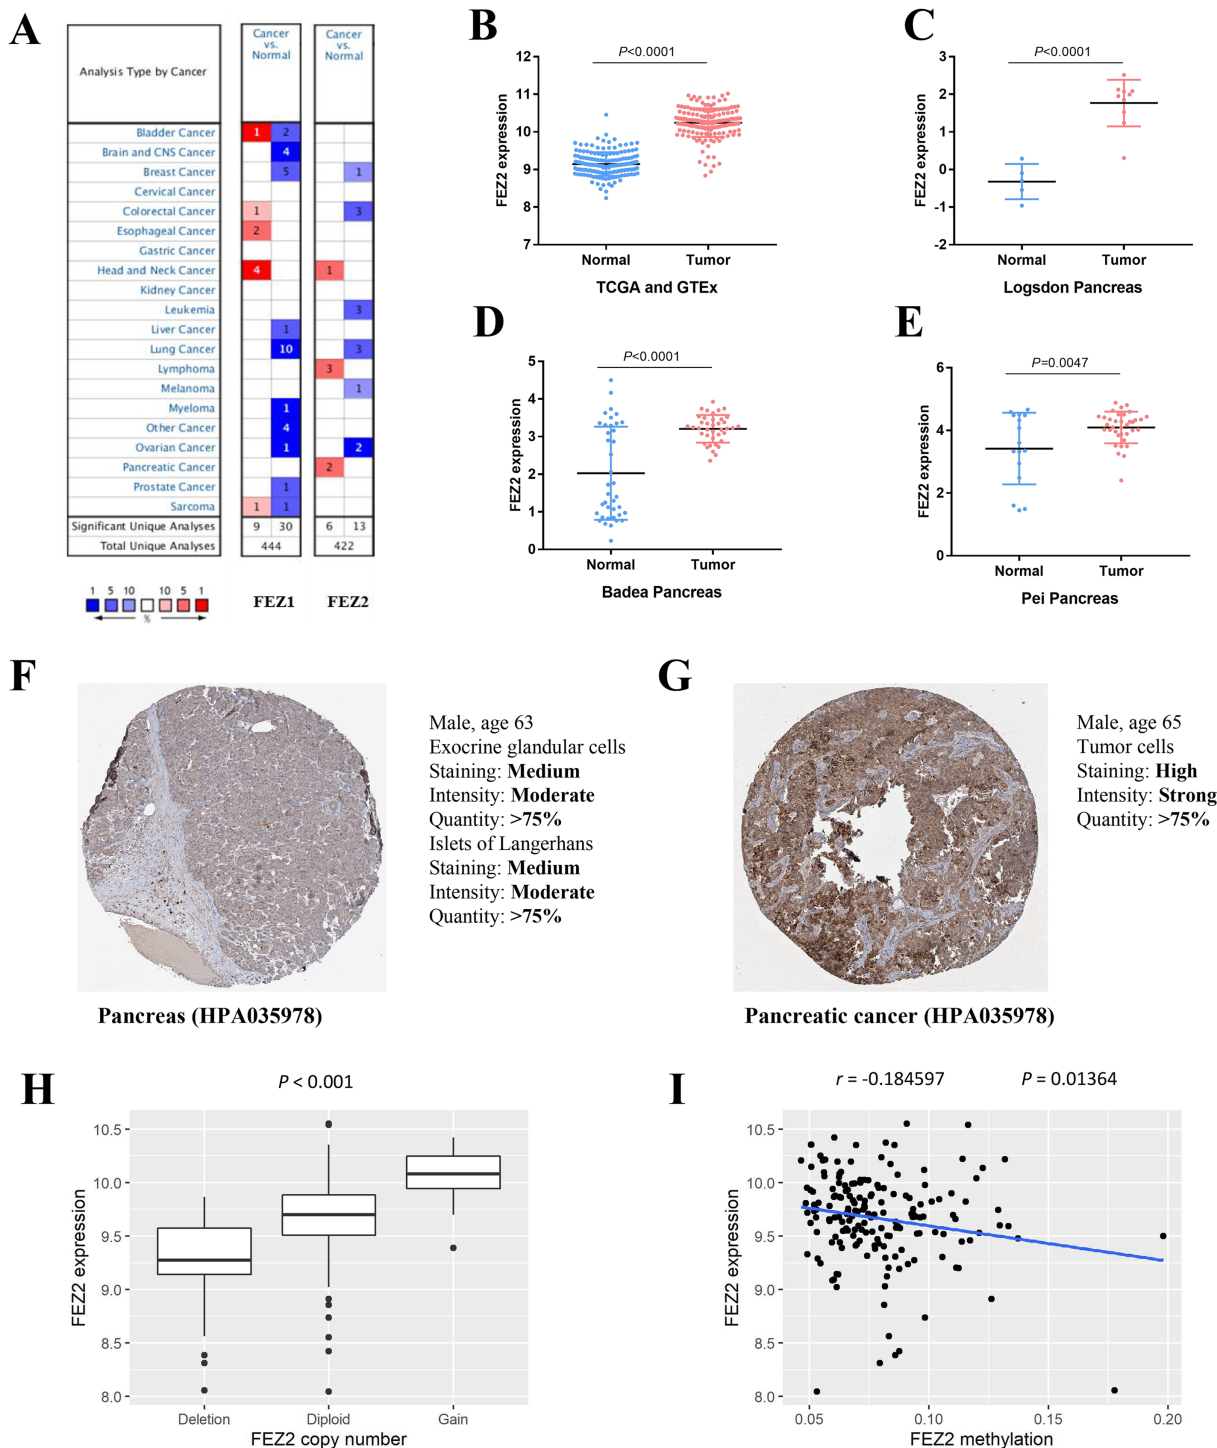 A
Analysis Type by Cancer
Cancer
vs.
Normal
Cancer
vs.
Normal
Bladder Cancer 1 2
Brain and CNS Cancer 4
Breast Cancer 5 1
Cervical Cancer
Colorectal Cancer 1 3
Esophageal Cancer 2
Gastric Cancer
Head and Neck Cancer 4 1
Kidney Cancer
Leukemia 3
Liver Cancer 1
Lung Cancer 10 3
Lymphoma 3
Melanoma 1
Myeloma 1
Other Cancer 4
Ovarian Cancer 1 2
Pancreatic Cancer 2
Prostate Cancer 1
Sarcoma 1 1
Significant Unique Analyses 9 30 6 13
Total Unique Analyses 444 422
1 5 10 10 5 1
%
FEZ1 FEZ2
B
P<0.0001
FEZ2 expression
12
11
10
9
8
7
Normal Tumor
TCGA and GTEx
C
P<0.0001
FEZ2 expression
3
2
1
0
-1
-2
Normal Tumor
Logsdon Pancreas
D
P<0.0001
FEZ2 expression
5
4
3
2
1
0
Normal Tumor
Badea Pancreas
E
P=0.0047
FEZ2 expression
6
4
2
0
Normal Tumor
Pei Pancreas
F
Male, age 63
Exocrine glandular cells
Staining: Medium
Intensity: Moderate
Quantity: >75%
Islets of Langerhans
Staining: Medium
Intensity: Moderate
Quantity: >75%
Pancreas (HPA035978)
G
Male, age 65
Tumor cells
Staining: High
Intensity: Strong
Quantity: >75%
Pancreatic cancer (HPA035978)
H
P < 0.001
FEZ2 expression
10.5
10.0
9.5
9.0
8.5
8.0
Deletion Diploid Gain
FEZ2 copy number
I
r = -0.184597 P = 0.01364
FEZ2 expression
10.5
10.0
9.5
9.0
8.5
8.0
0.05 0.10 0.15 0.20
FEZ2 methylation